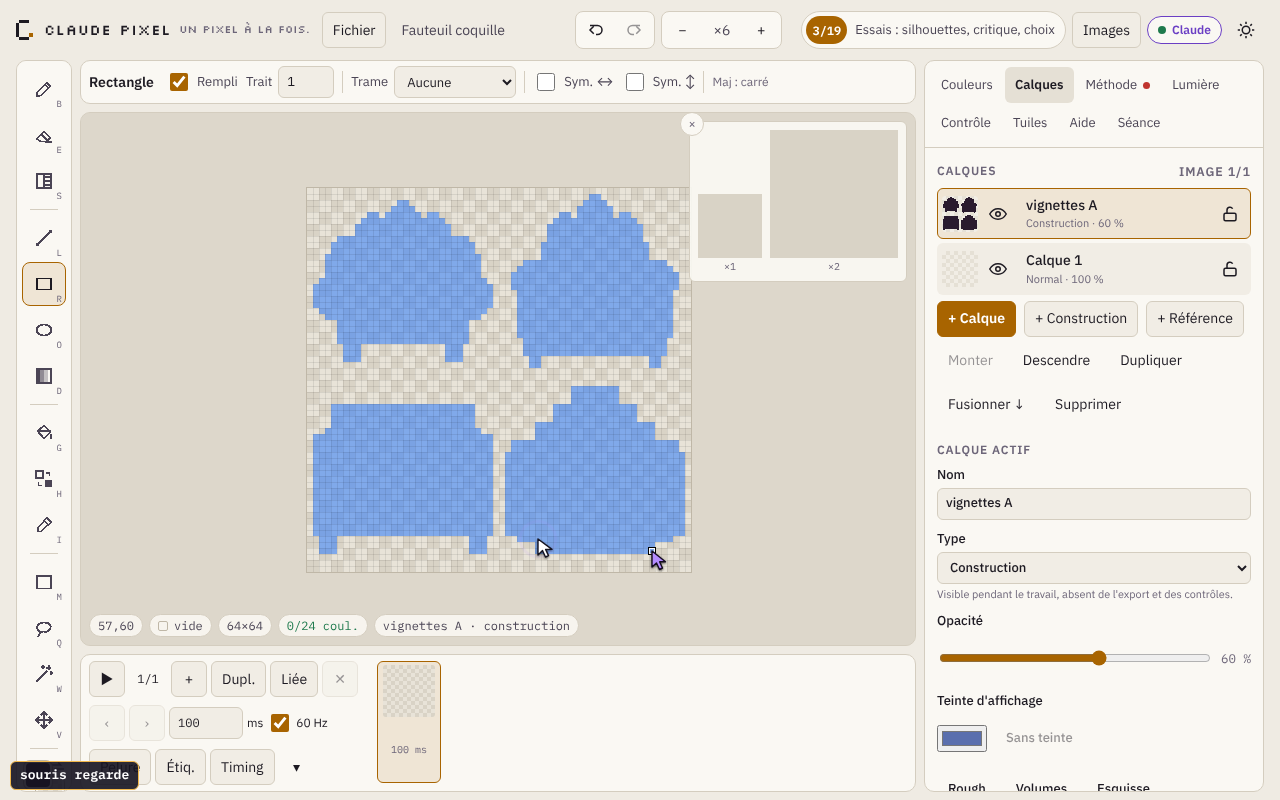 CLAUDE PIXEL UN PIXEL À LA FOIS. Fichier Fauteuil coquille − ×6 + 3/19 Essais : silhouettes, critique, choix Images Claude
Rectangle Rempli Trait 1 Trame Aucune Sym. ↔ Sym. ↕ Maj : carré
B
E
S
L
R
O
D
G
H
I
M
Q
W
V
×
×1 ×2
57,60 vide 64×64 0/24 coul. vignettes A · construction
1/1 + Dupl. Liée ×
‹ › 100 ms 60 Hz
Étiq. Timing ▼
100 ms
souris regarde
Couleurs Calques Méthode Lumière
Contrôle Tuiles Aide Séance
CALQUES IMAGE 1/1
vignettes A
Construction · 60 %
Calque 1
Normal · 100 %
+ Calque + Construction + Référence
Monter Descendre Dupliquer
Fusionner ↓ Supprimer
CALQUE ACTIF
Nom
vignettes A
Type
Construction
Visible pendant le travail, absent de l'export et des contrôles.
Opacité
60 %
Teinte d'affichage
Sans teinte
Rough Volumes Esquisse